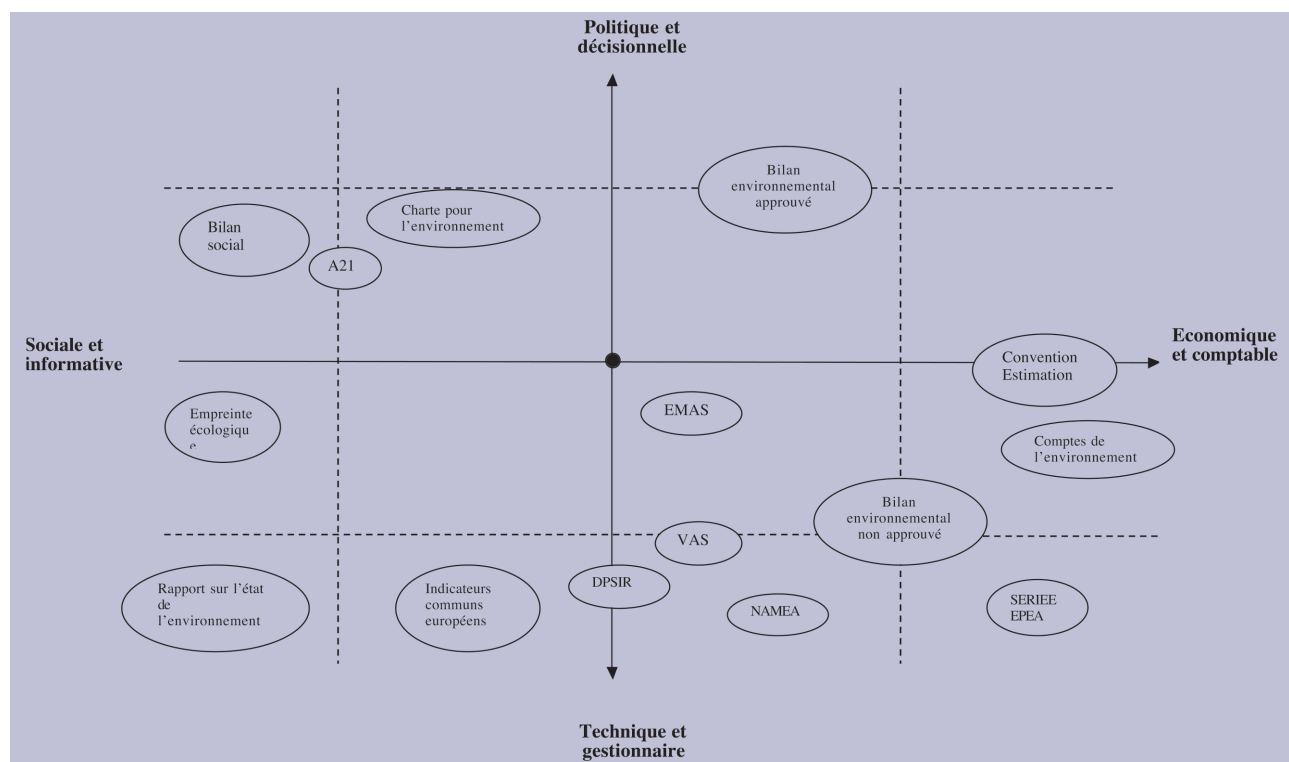 Politique et
décisionnelle
Bilan
environnemental
approuvé
Charte pour
l'environnement
Bilan
social
A21
Sociale et
informative
Economique
et comptable
Convention
Estimation
Empreinte
écologiqu
e
EMAS
Comptes de
l'environnement
Bilan
environnemental
non approuvé
VAS
DPSIR
Rapport sur l'état
de
l'environnement
Indicateurs
communs
européens
NAMEA
SERIEE
EPEA
Technique et
gestionnaire